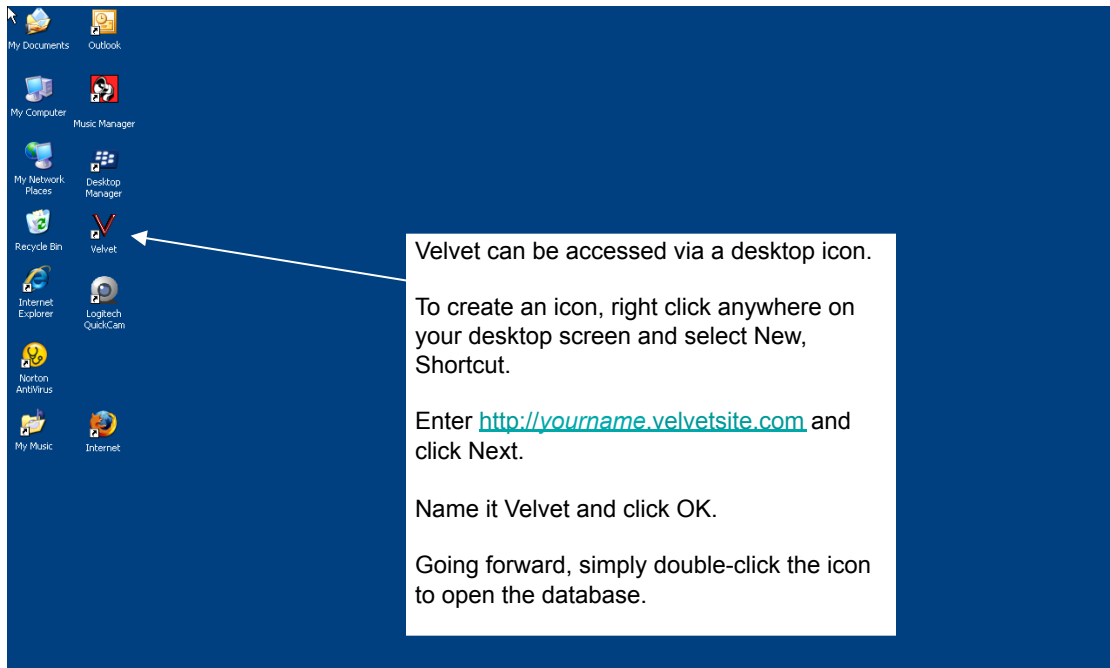 My Documents
Outlook
My Computer
Music Manager
My Network
Places
Desktop
Manager
Recycle Bin
Velvet
Internet
Explorer
Logitech
QuickCam
Norton
AntiVirus
My Music
Internet
Velvet can be accessed via a desktop icon.
To create an icon, right click anywhere on
your desktop screen and select New,
Shortcut.
Enter http://yourname.velvetsite.com and
click Next.
Name it Velvet and click OK.
Going forward, simply double-click the icon
to open the database.